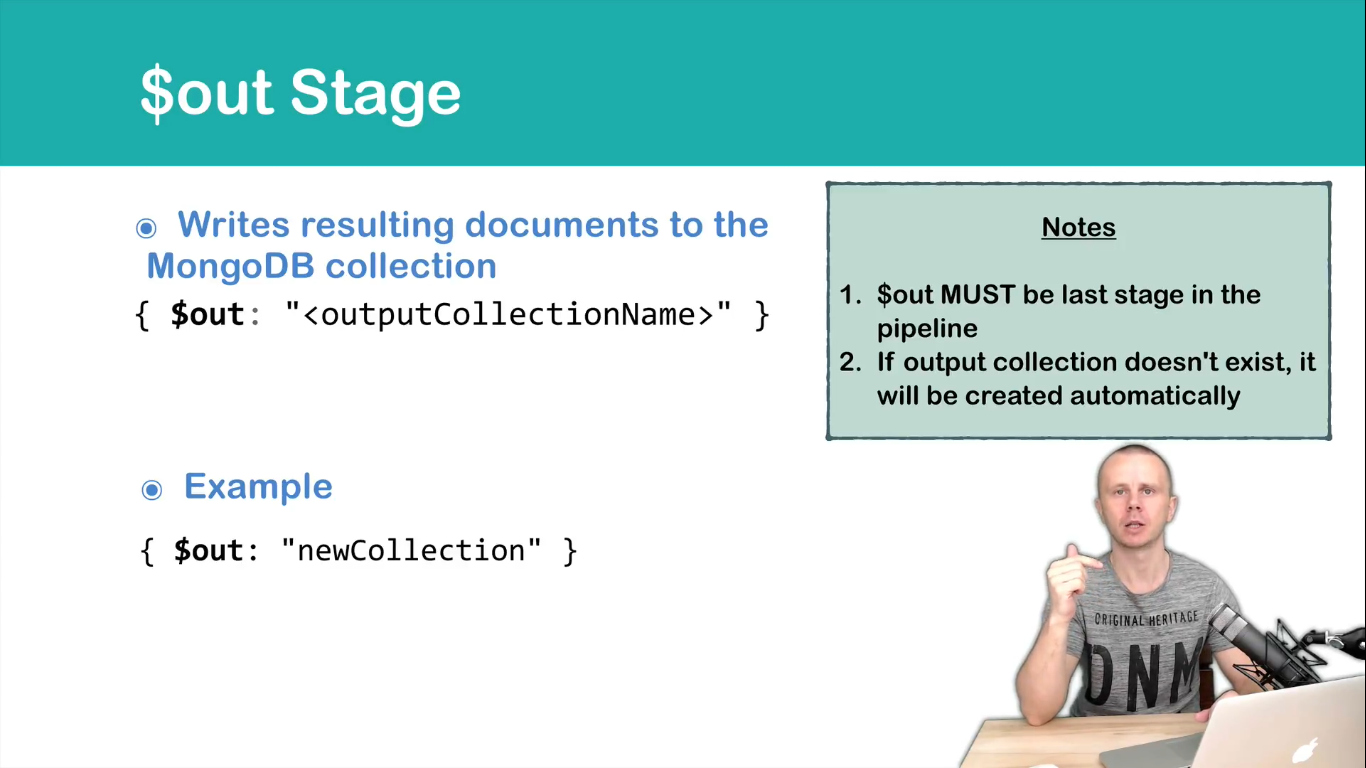 $out Stage
Writes resulting documents to the
MongoDB collection
{ $out: "<outputCollectionName>" }
Example
{ $out: "newCollection" }
Notes
1. $out MUST be last stage in the
pipeline
2. If output collection doesn't exist, it
will be created automatically
ORIGINAL HERITAGE
DNM